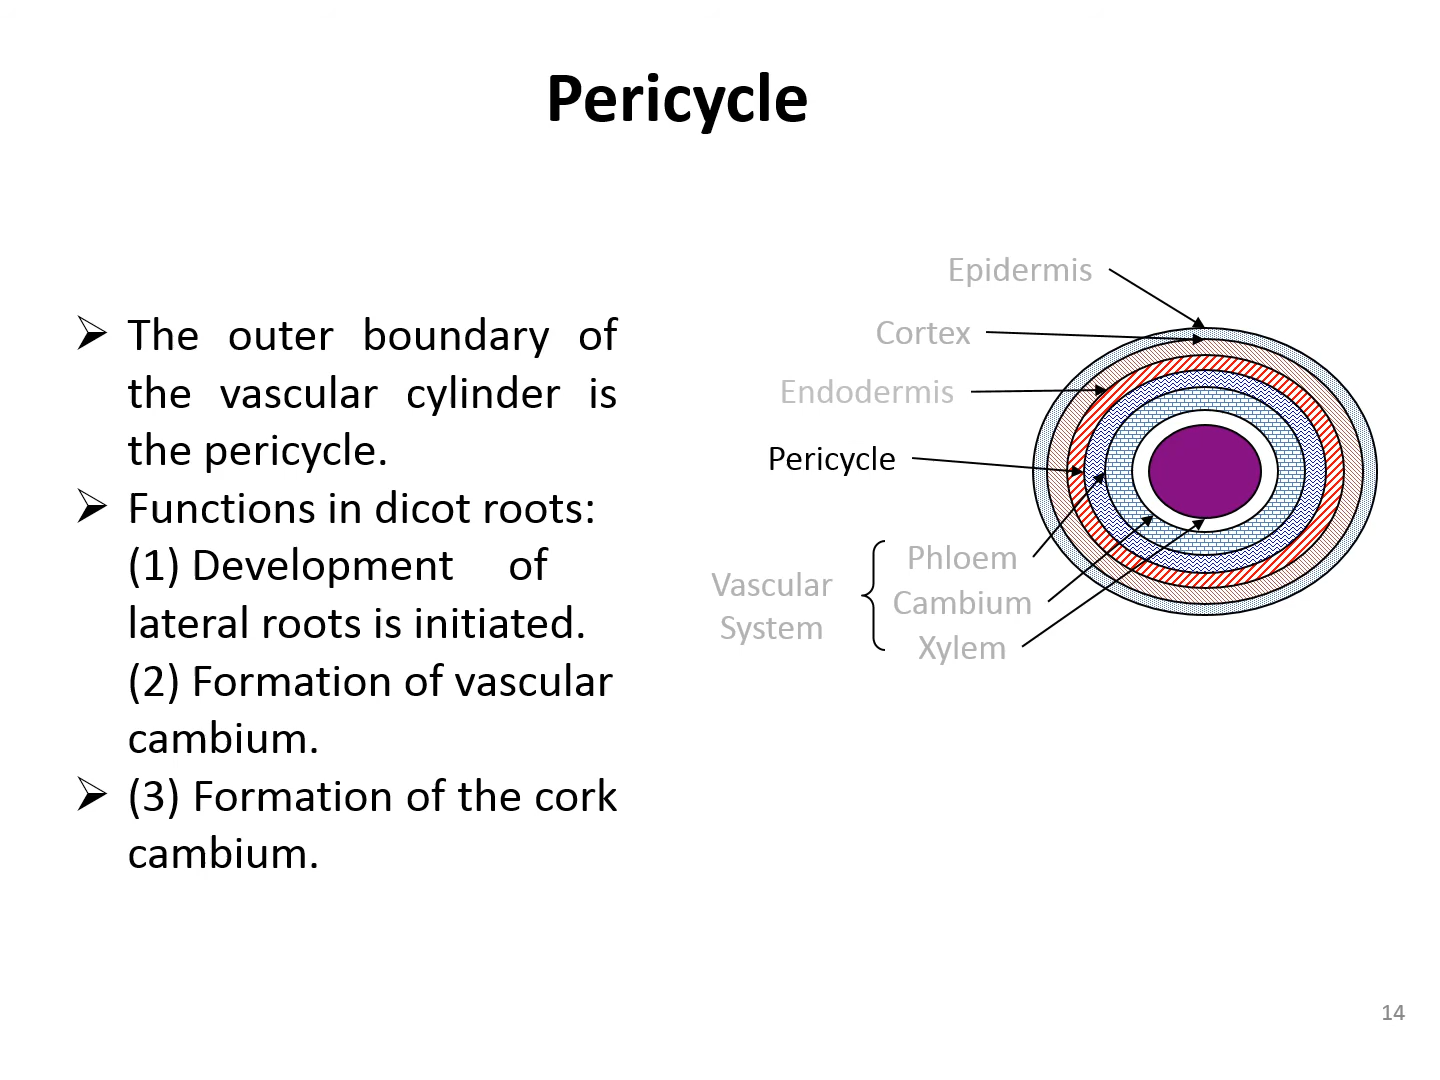 Pericycle
The outer boundary of
the vascular cylinder is
the pericycle.
Functions in dicot roots:
(1) Development of
lateral roots is initiated.
(2) Formation of vascular
cambium.
(3) Formation of the cork
cambium.
Epidermis
Cortex
Endodermis
Pericycle
Vascular
System
Phloem
Cambium
Xylem
14